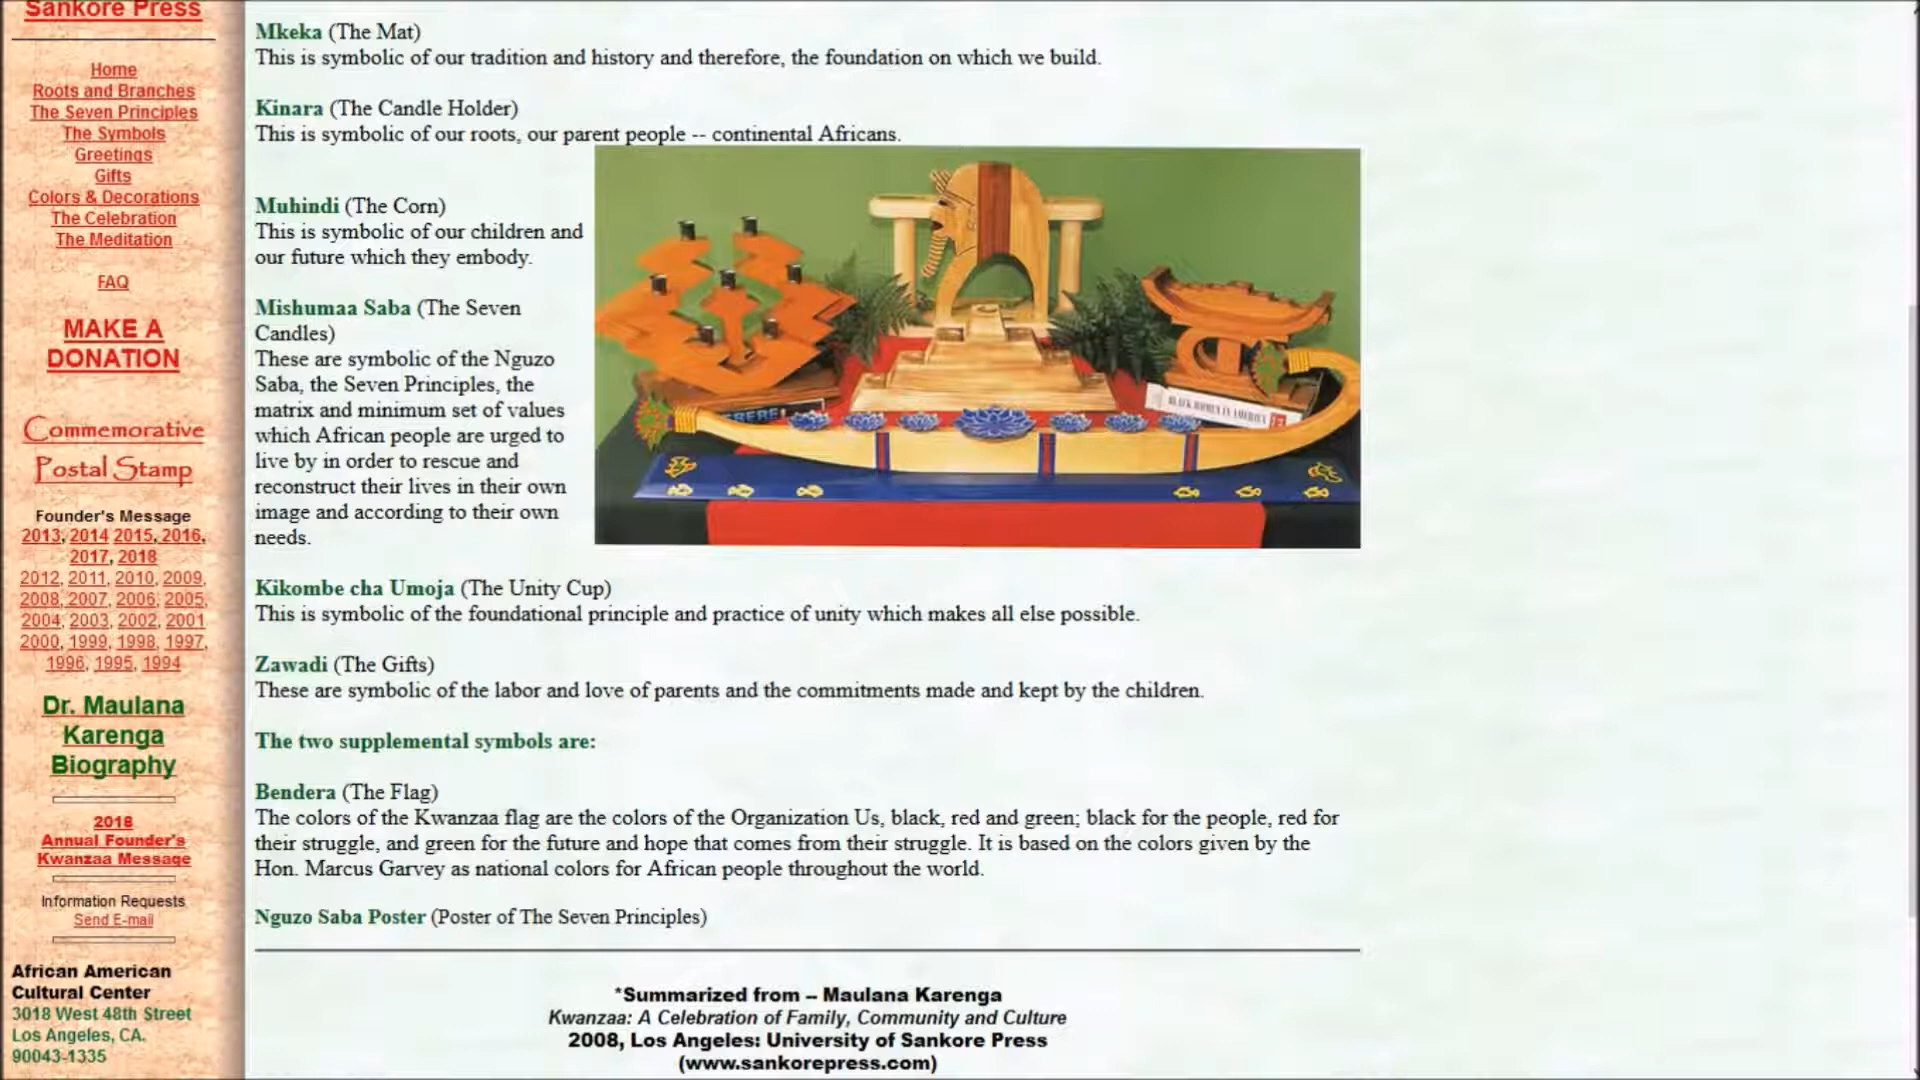 Sankore Press
Home
Roots and Branches
The Seven Principles
The Symbols
Greetings
Gifts
Colors & Decorations
The Celebration
The Meditation
FAQ
MAKE A
DONATION
Commemorative
Postal Stamp
Founder's Message
2013, 2014 2015, 2016,
2017, 2018
2012, 2011, 2010, 2009,
2008, 2007, 2006, 2005,
2004, 2003, 2002, 2001
2000, 1999, 1998, 1997,
1996, 1995, 1994
Dr. Maulana
Karenga
Biography
2018
Annual Founder's
Kwanzaa Message
Information Requests
Send E-mail
African American
Cultural Center
3018 West 48th Street
Los Angeles, CA.
90043-1335
Mkeka (The Mat)
This is symbolic of our tradition and history and therefore, the foundation on which we build.
Kinara (The Candle Holder)
This is symbolic of our roots, our parent people -- continental Africans.
Muhindi (The Corn)
This is symbolic of our children and
our future which they embody.
Mishumaa Saba (The Seven
Candles)
These are symbolic of the Nguzo
Saba, the Seven Principles, the
matrix and minimum set of values
which African people are urged to
live by in order to rescue and
reconstruct their lives in their own
image and according to their own
needs.
BLACK WOMEN IN AMERICA
Kikombe cha Umoja (The Unity Cup)
This is symbolic of the foundational principle and practice of unity which makes all else possible.
Zawadi (The Gifts)
These are symbolic of the labor and love of parents and the commitments made and kept by the children.
The two supplemental symbols are:
Bendera (The Flag)
The colors of the Kwanzaa flag are the colors of the Organization Us, black, red and green; black for the people, red for
their struggle, and green for the future and hope that comes from their struggle. It is based on the colors given by the
Hon. Marcus Garvey as national colors for African people throughout the world.
Nguzo Saba Poster (Poster of The Seven Principles)
*Summarized from – Maulana Karenga
Kwanzaa: A Celebration of Family, Community and Culture
2008, Los Angeles: University of Sankore Press
(www.sankorepress.com)